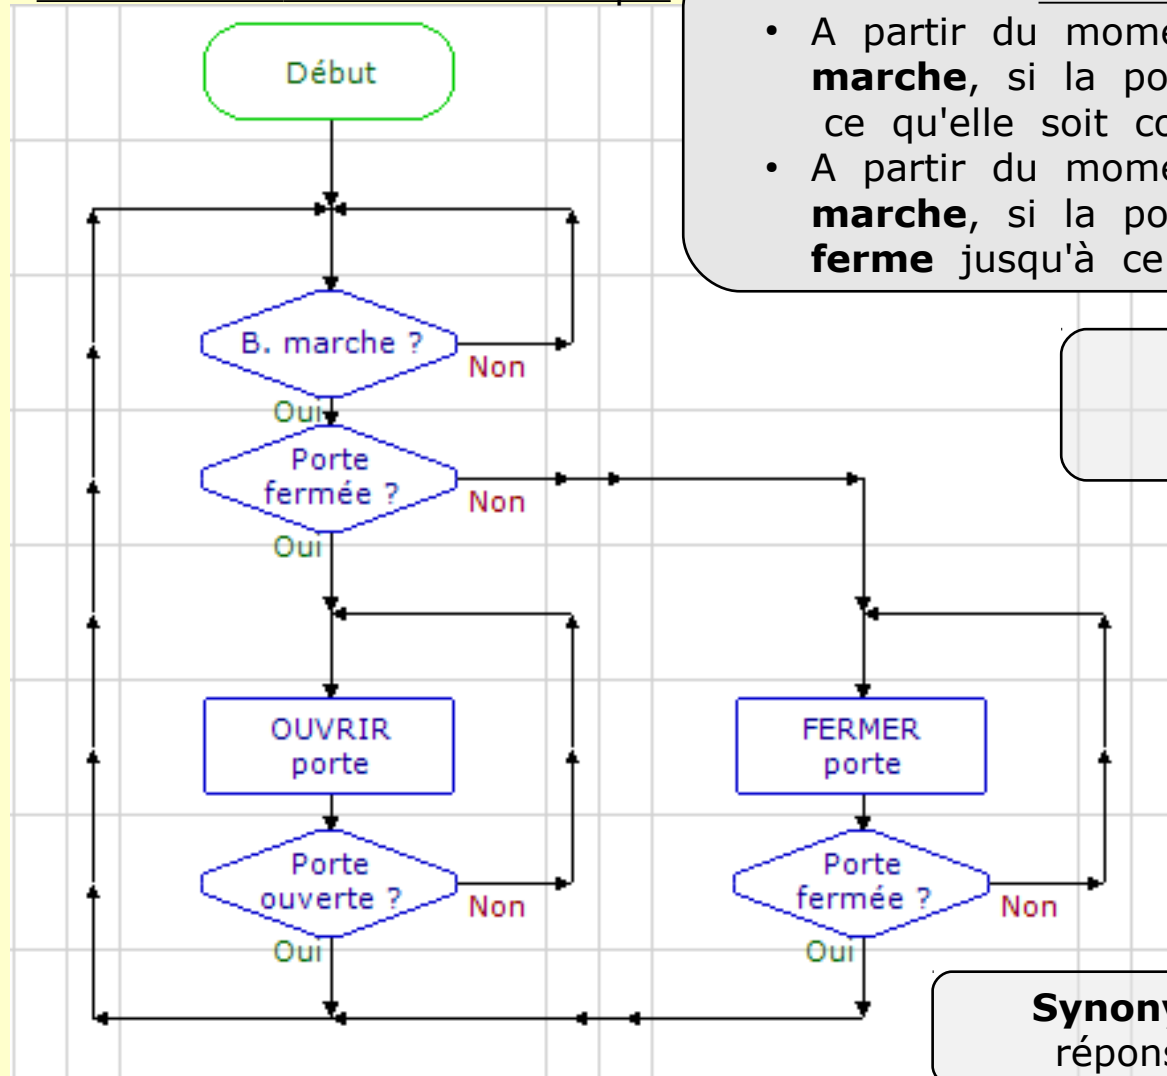 Début
B. marche ?
Non
Oui
Porte
fermée ?
Non
Oui
OUVRIR
porte
Porte
ouverte ?
Non
Oui
FERMER
porte
Porte
fermée ?
Non
Oui
• A partir du mome
marche, si la po
ce qu'elle soit co
• A partir du mome
marche, si la po
ferme jusqu'à ce
Synony
répons